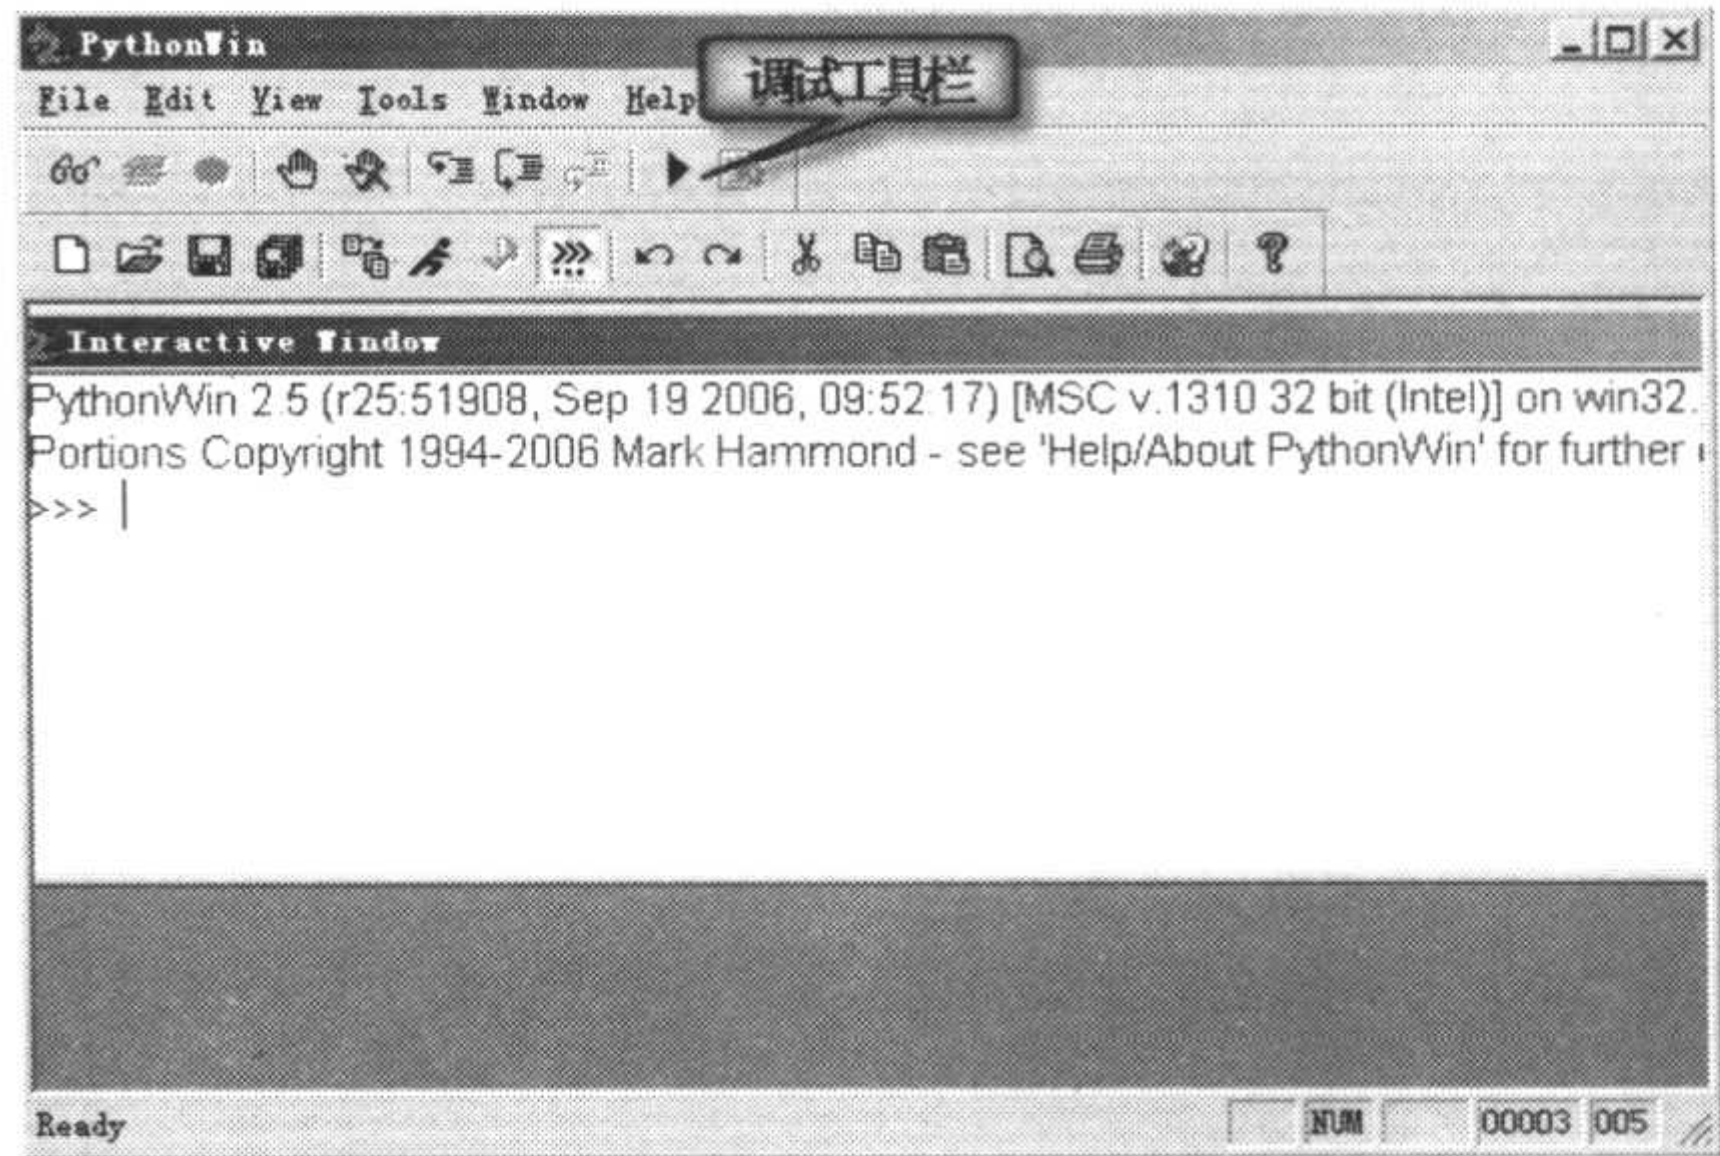 PythonWin
调试工具栏
File Edit View Tools Window Help
Interactive Window
PythonWin 2.5 (r25:51908, Sep 19 2006, 09:52:17) [MSC v.1310 32 bit (Intel)] on win32.
Portions Copyright 1994-2006 Mark Hammond - see 'Help/About PythonWin' for further
>>>
Ready NUM 00003 005